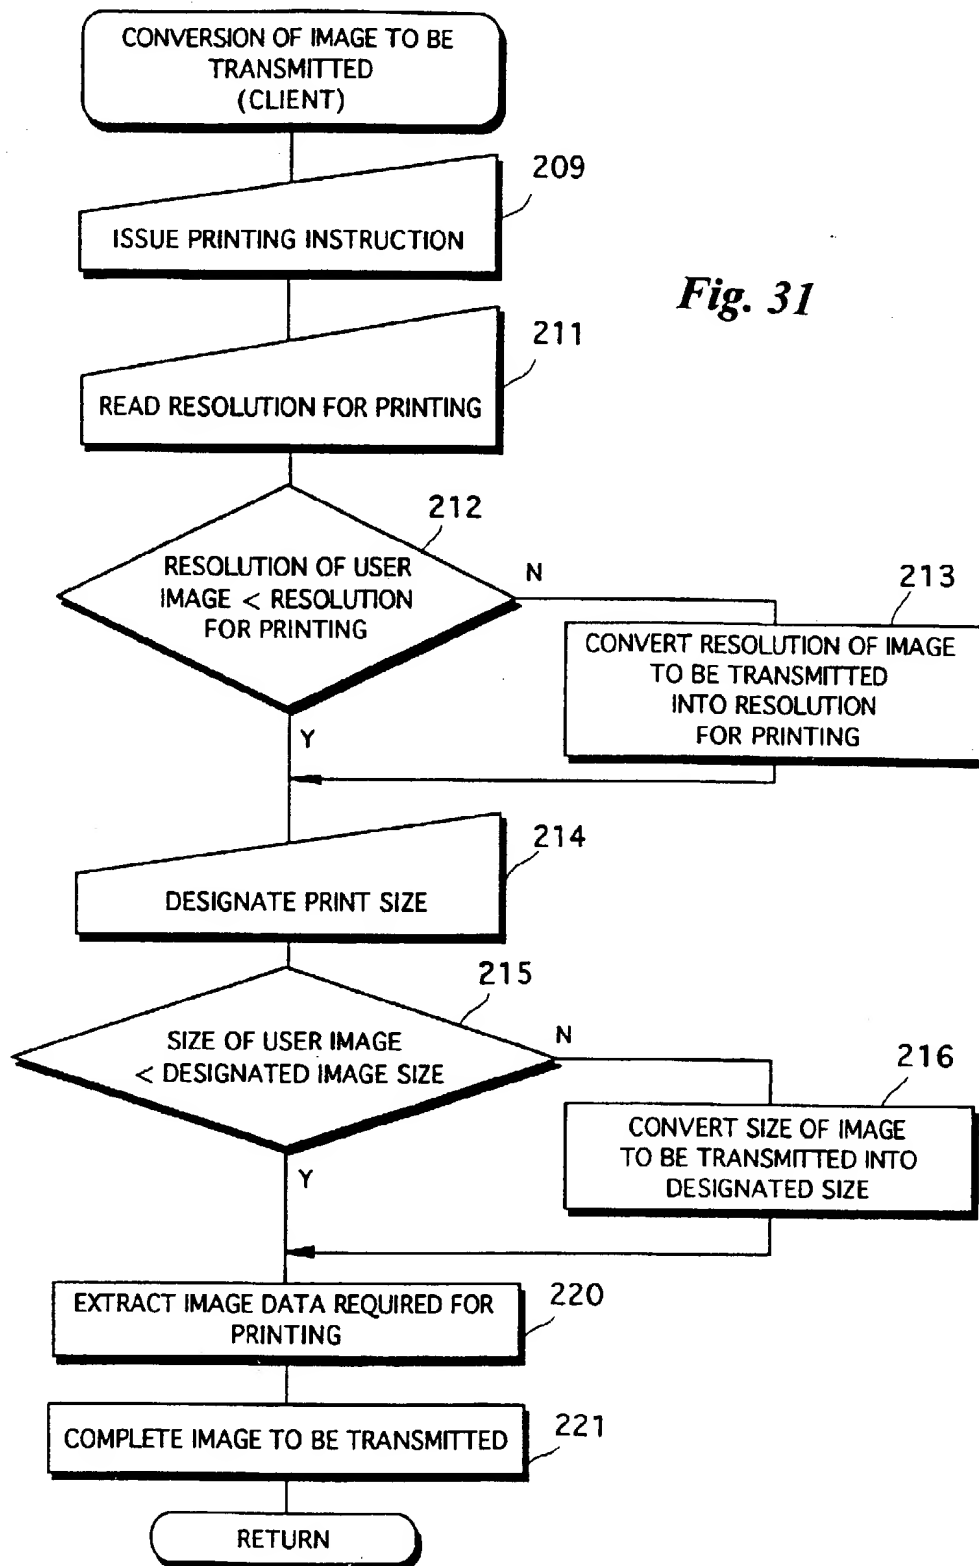 CONVERSION OF IMAGE TO BE
TRANSMITTED
(CLIENT)
209
ISSUE PRINTING INSTRUCTION
Fig. 31
211
READ RESOLUTION FOR PRINTING
212
RESOLUTION OF USER
IMAGE < RESOLUTION
FOR PRINTING
N
213
CONVERT RESOLUTION OF IMAGE
TO BE TRANSMITTED
INTO RESOLUTION
FOR PRINTING
Y
214
DESIGNATE PRINT SIZE
215
SIZE OF USER IMAGE
< DESIGNATED IMAGE SIZE
N
216
CONVERT SIZE OF IMAGE
TO BE TRANSMITTED INTO
DESIGNATED SIZE
Y
EXTRACT IMAGE DATA REQUIRED FOR
PRINTING
220
COMPLETE IMAGE TO BE TRANSMITTED
221
RETURN